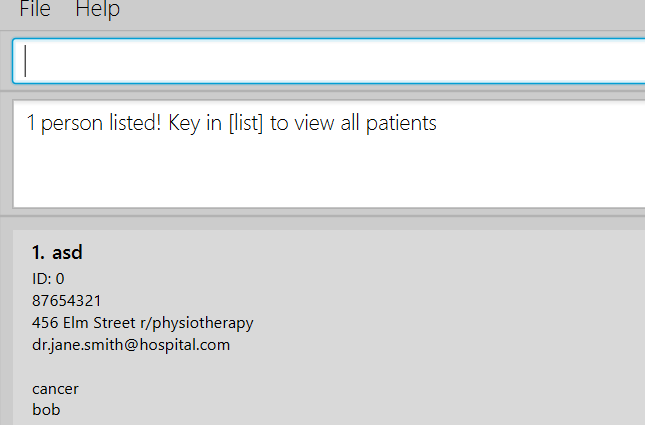 File Help
1 person listed! Key in [list] to view all patients
1. asd
ID: 0
87654321
456 Elm Street r/physiotherapy
dr.jane.smith@hospital.com
cancer
bob